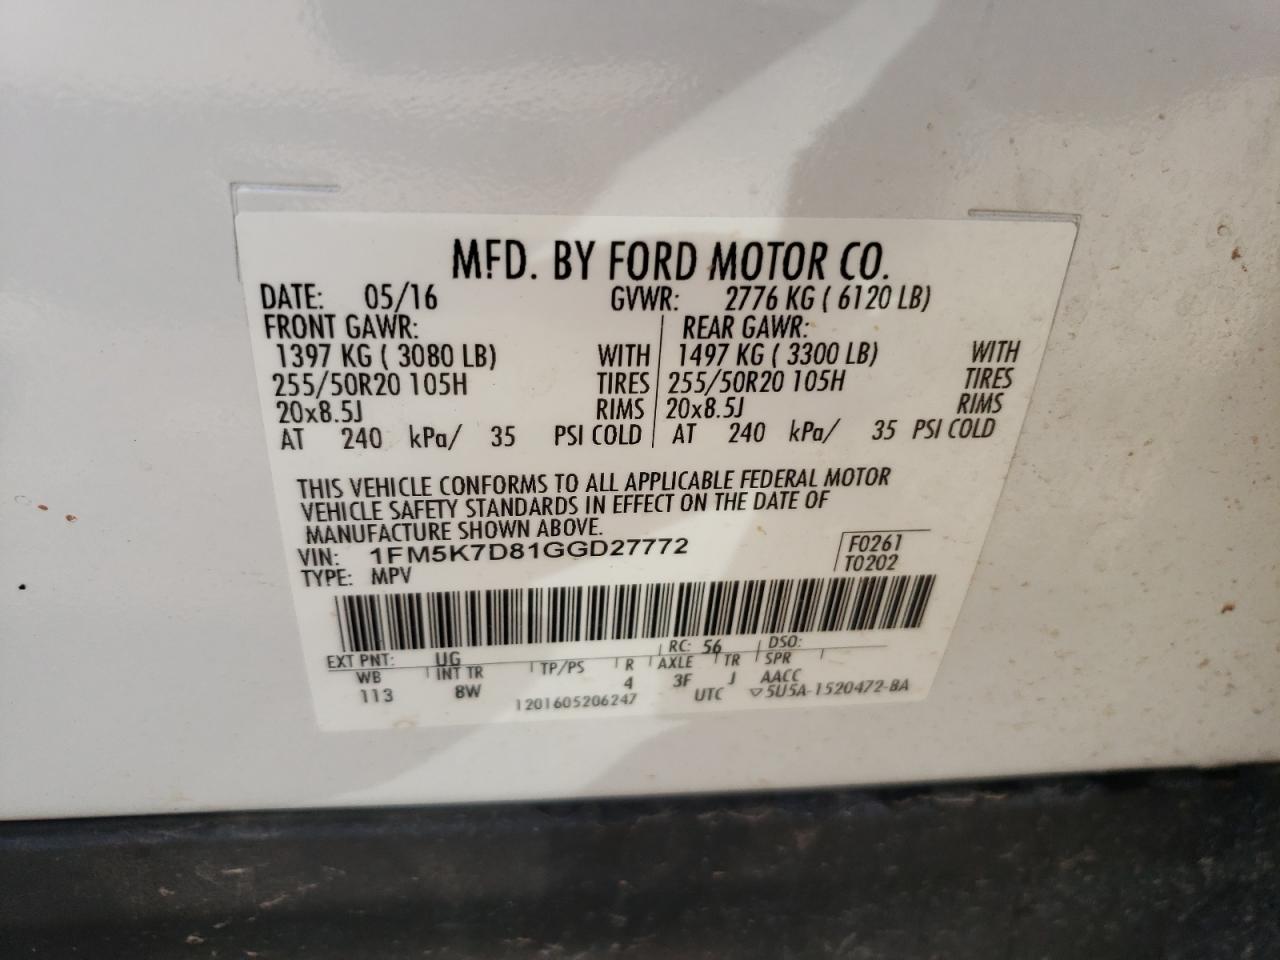 MFD. BY FORD MOTOR CO.
DATE: 05/16 GVWR: 2776 KG ( 6120 LB)
FRONT GAWR: REAR GAWR:
1397 KG ( 3080 LB) WITH 1497 KG ( 3300 LB) WITH
255/50R20 105H TIRES 255/50R20 105H TIRES
20x8.5J RIMS 20x8.5J RIMS
AT 240 kPa/ 35 PSI COLD AT 240 kPa/ 35 PSI COLD
THIS VEHICLE CONFORMS TO ALL APPLICABLE FEDERAL MOTOR
VEHICLE SAFETY STANDARDS IN EFFECT ON THE DATE OF
MANUFACTURE SHOWN ABOVE.
VIN: 1FM5K7D81GGD27772 F0261
TYPE: MPV T0202
EXT PNT: UG RC: 56 DSO:
WB INT TR TP/PS R AXLE TR SPR
113 8W 4 3F J AACC
1201605206247 UTC ▽5U5A-1520472-BA